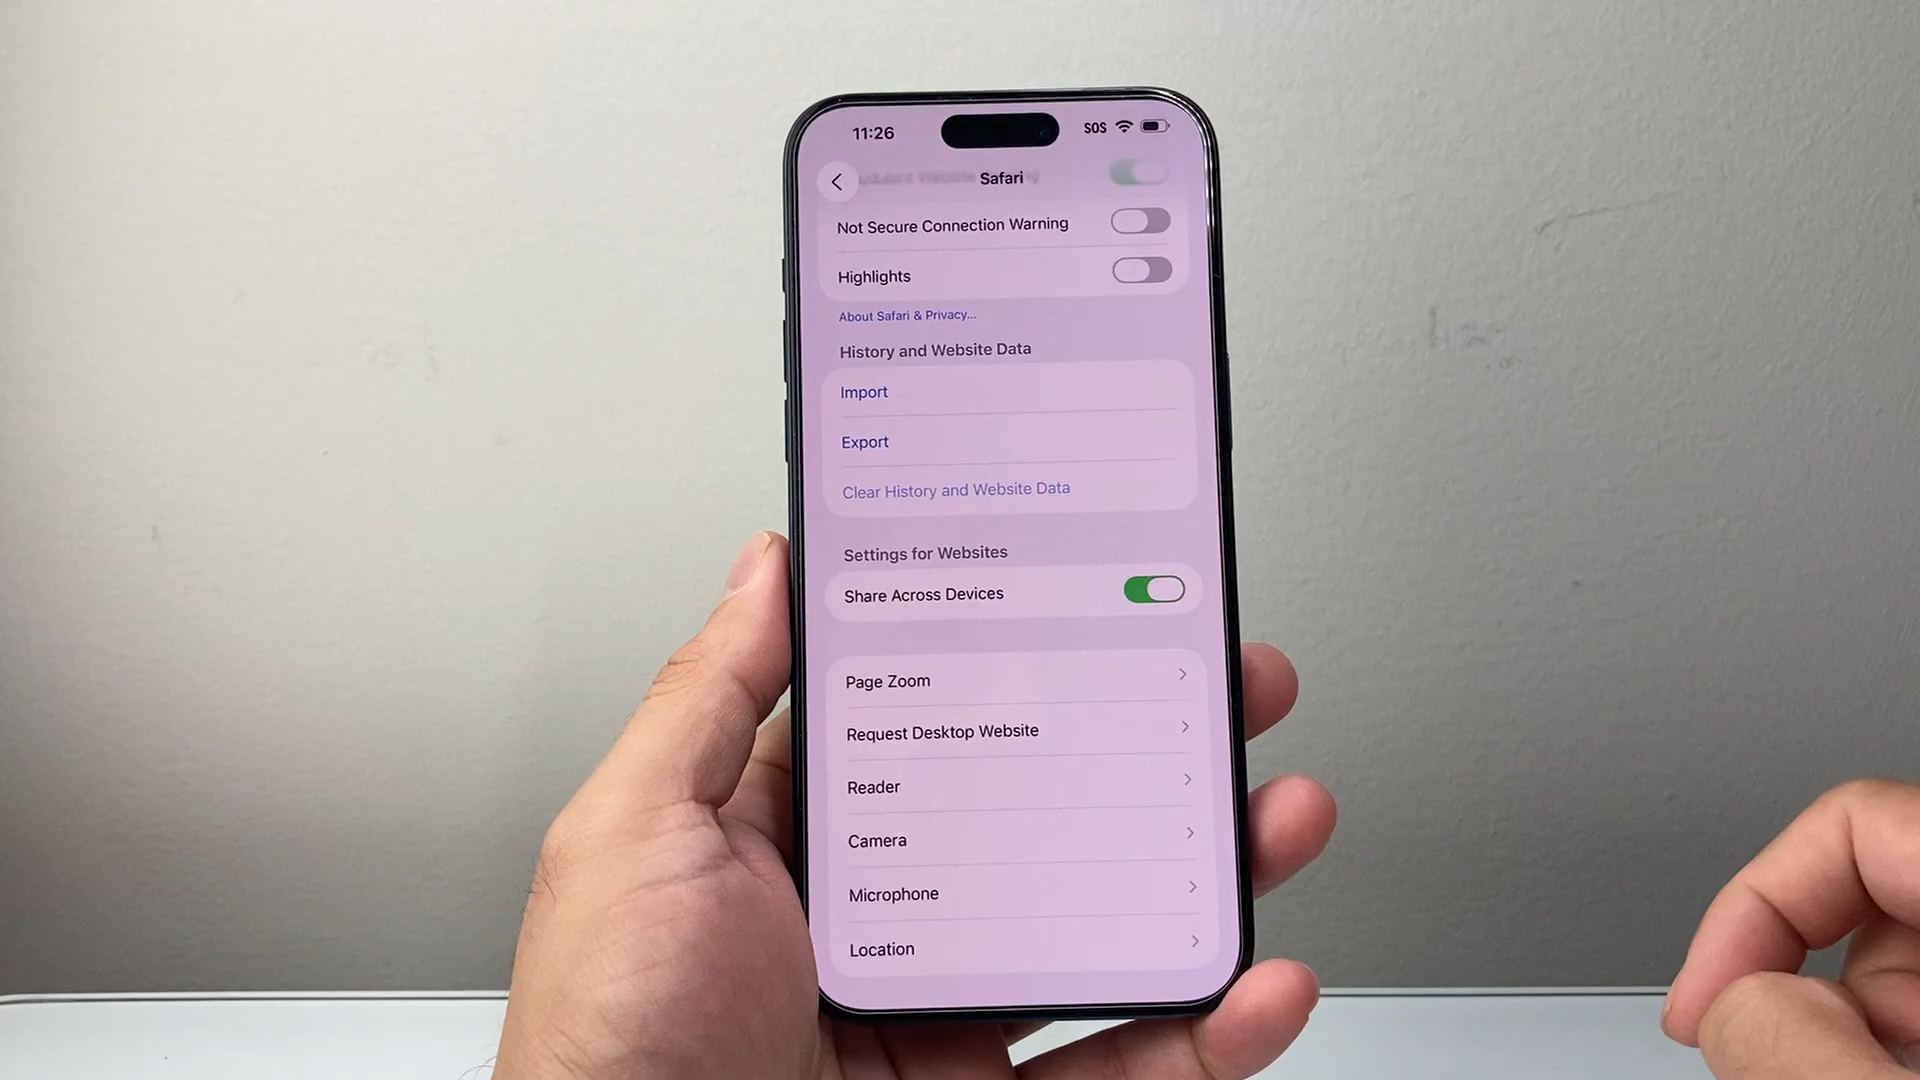 11:26
SOS
Safari
Not Secure Connection Warning
Highlights
About Safari & Privacy...
History and Website Data
Import
Export
Clear History and Website Data
Settings for Websites
Share Across Devices
Page Zoom
Request Desktop Website
Reader
Camera
Microphone
Location